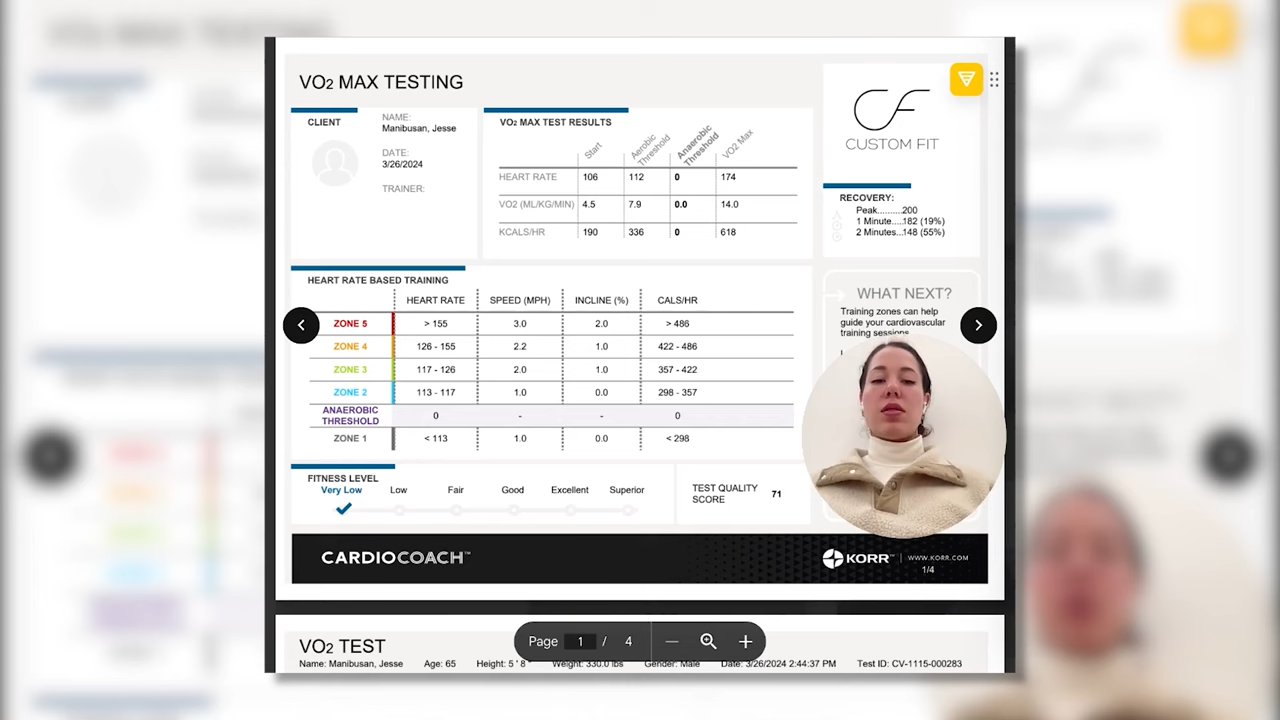 VO2 MAX TESTING
CLIENT
NAME:
Manibusan, Jesse
DATE:
3/26/2024
TRAINER:
VO2 MAX TEST RESULTS
Start Aerobic Threshold Anaerobic Threshold VO2 Max
HEART RATE 106 112 0 174
VO2 (ML/KG/MIN) 4.5 7.9 0.0 14.0
KCALS/HR 190 336 0 618
CF
CUSTOM FIT
RECOVERY:
Peak.........200
1 Minute....182 (19%)
2 Minutes...148 (55%)
HEART RATE BASED TRAINING
HEART RATE SPEED (MPH) INCLINE (%) CALS/HR
ZONE 5 > 155 3.0 2.0 > 486
ZONE 4 126 - 155 2.2 1.0 422 - 486
ZONE 3 117 - 126 2.0 1.0 357 - 422
ZONE 2 113 - 117 1.0 0.0 298 - 357
ANAEROBIC THRESHOLD 0 - - 0
ZONE 1 < 113 1.0 0.0 < 298
WHAT NEXT?
Training zones can help
guide your cardiovascular
training sessions
FITNESS LEVEL
Very Low Low Fair Good Excellent Superior
TEST QUALITY
SCORE 71
CARDIOCOACH™
KORR™ | WWW.KORR.COM
1/4
Page 1 / 4
VO2 TEST
Name: Manibusan, Jesse Age: 65 Height: 5 ' 8 " Weight: 330.0 lbs Gender: Male Date: 3/26/2024 2:44:37 PM Test ID: CV-1115-000283